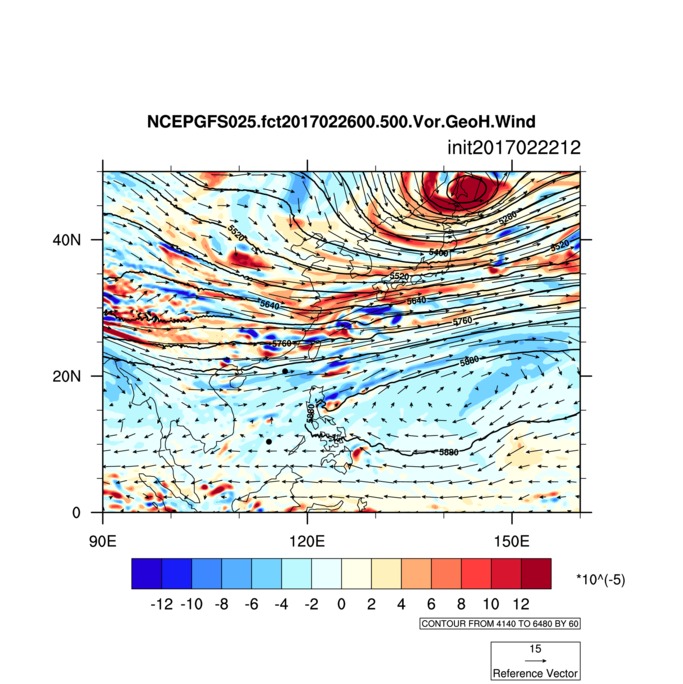 NCEPGFS025.fct2017022600.500.Vor.GeoH.Wind
init2017022212
5280
5520
40N
5400
5520
5520
5640
5640
5760
5760
5880
20N
5880
5880
0
90E 120E 150E
-12 -10 -8 -6 -4 -2 0 2 4 6 8 10 12 *10^(-5)
CONTOUR FROM 4140 TO 6480 BY 60
15
Reference Vector